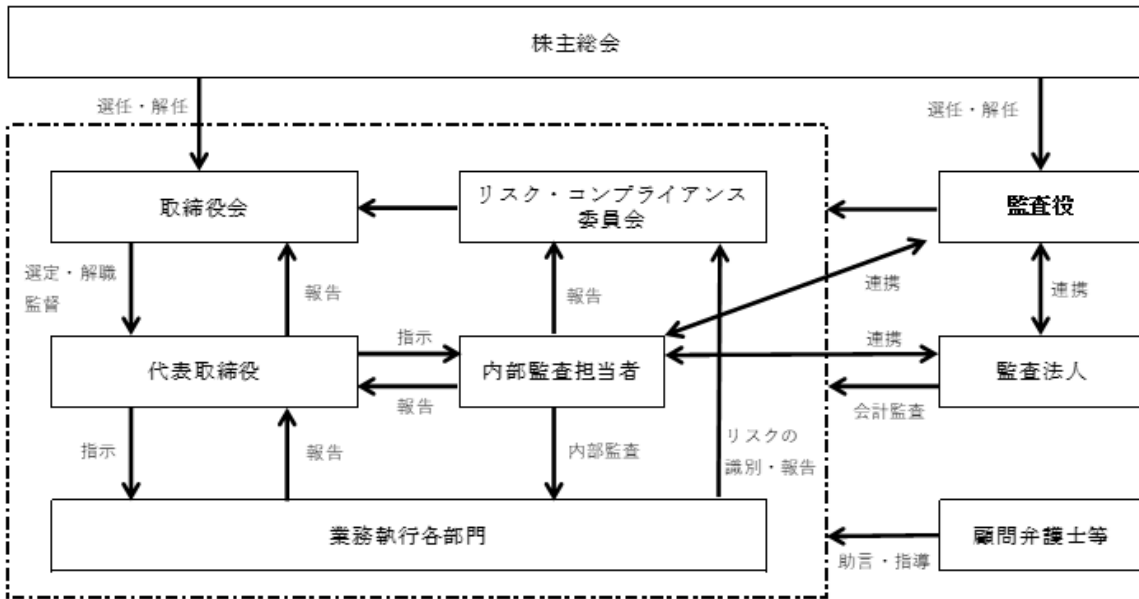 株主総会
選任・解任
選任・解任
取締役会
リスク・コンプライアンス
委員会
監査役
選定・解職
監督
報告
報告
連携
連携
指示
連携
代表取締役
内部監査担当者
監査法人
報告
会計監査
指示
報告
内部監査
リスクの
識別・報告
業務執行各部門
顧問弁護士等
助言・指導